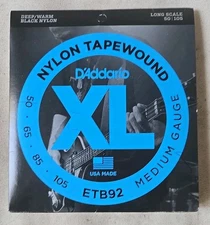 DEEP/WARM
BLACK NYLON
LONG SCALE
50-105
NYLON TAPEWOUND
D'Addario
XL
USA MADE
50 · 65 · 85 · 105
ETB92
MEDIUM GAUGE